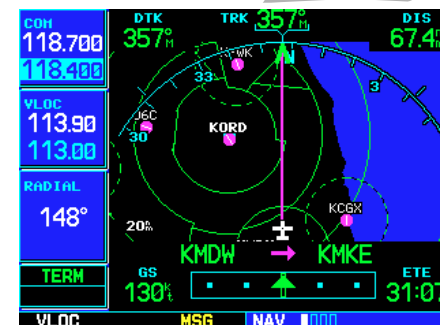 COM
118.700
118.400
VLOC
113.90
113.00
RADIAL
148°
TERM
VLOC
DTK
357°M
TRK 357°M
DIS
67.4
WK
N
33
3
J6C
30
KORD
KCGX
20
KMDW → KMKE
GS
130
ETE
31:07
MSG
NAV